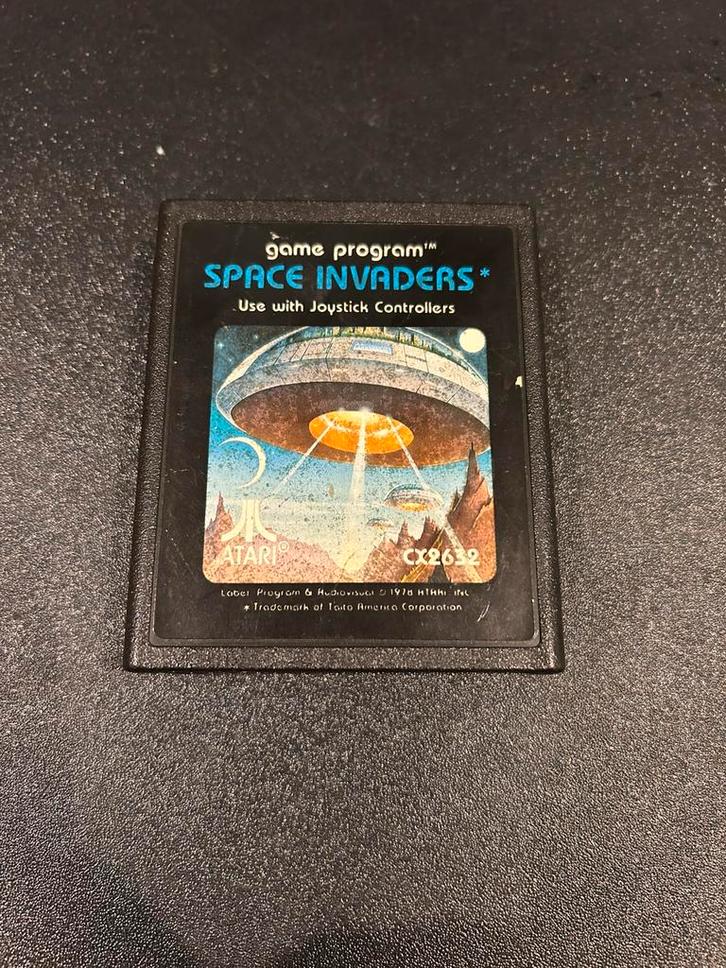 game program™
SPACE INVADERS*
Use with Joystick Controllers
ATARI®
CX2632
Label Program & Audiovisual © 1978 ATARI INC
* Trademark of Taito America Corporation